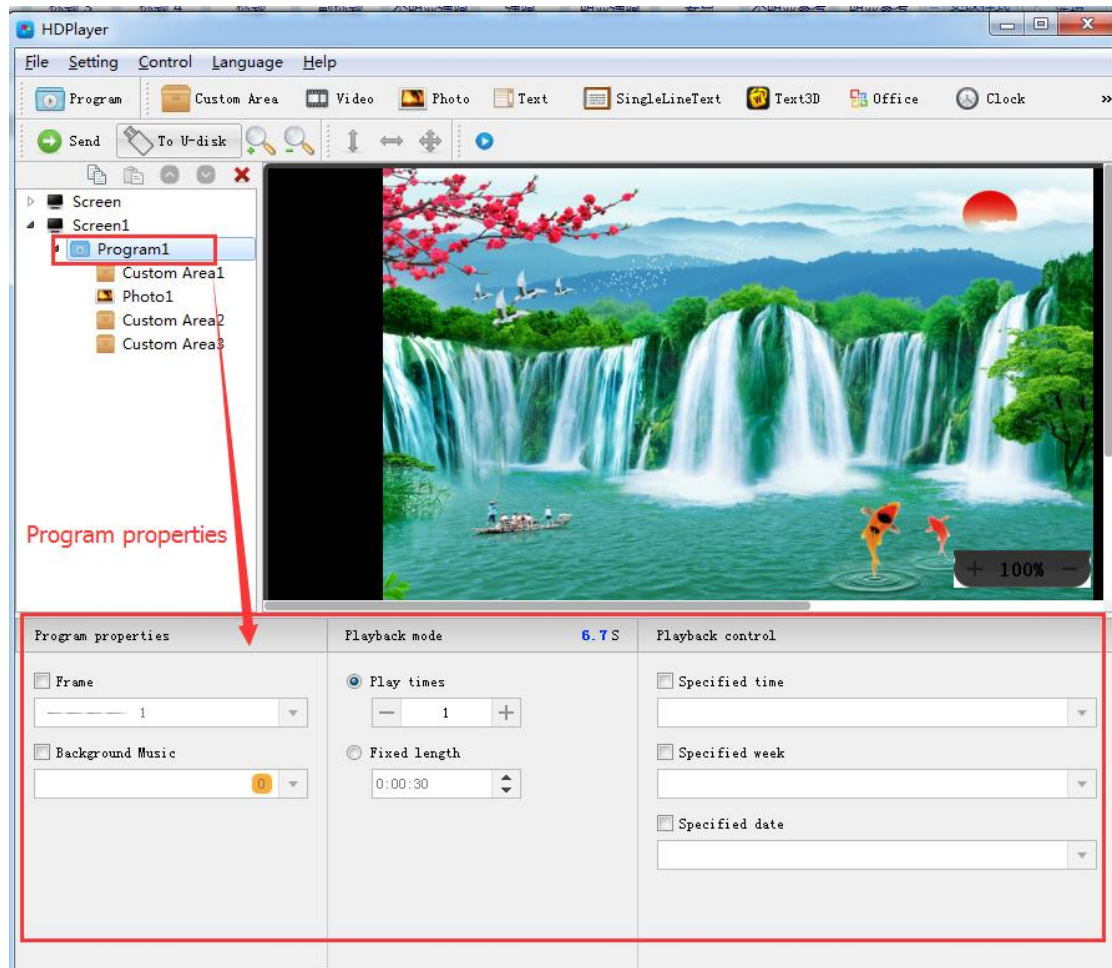 HDPlayer
File Setting Control Language Help
Program Custom Area Video Photo Text SingleLineText Text3D Office Clock »
Send To U-disk
Screen
Screen1
Program1
Custom Area1
Photo1
Custom Area2
Custom Area3
Program properties
+ 100% −
Program properties Playback mode 6.7 S Playback control
Frame Play times Specified time
1 − 1 +
Background Music Fixed length Specified week
0 0:00:30
Specified date